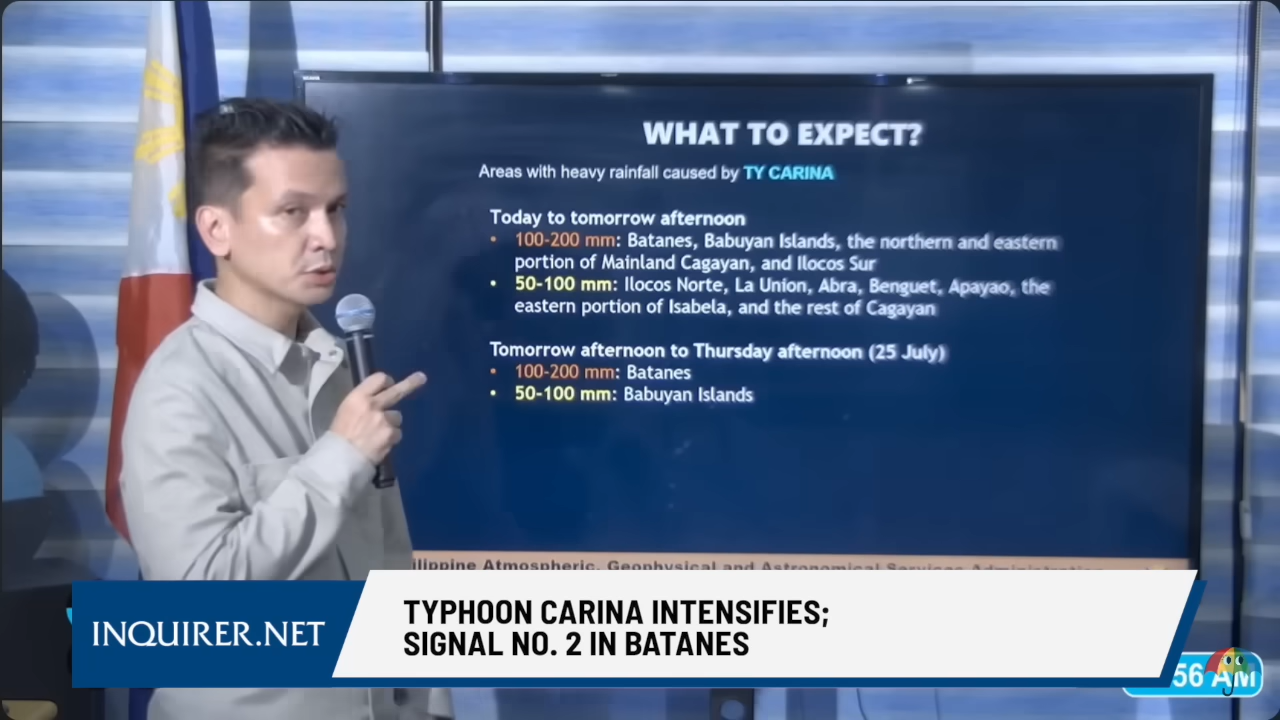 WHAT TO EXPECT?
Areas with heavy rainfall caused by TY CARINA
Today to tomorrow afternoon
• 100-200 mm: Batanes, Babuyan Islands, the northern and eastern
portion of Mainland Cagayan, and Ilocos Sur
• 50-100 mm: Ilocos Norte, La Union, Abra, Benguet, Apayao, the
eastern portion of Isabela, and the rest of Cagayan
Tomorrow afternoon to Thursday afternoon (25 July)
• 100-200 mm: Batanes
• 50-100 mm: Babuyan Islands
Atmospheric, Geophysical and Astronomical Services Administration
INQUIRER.NET
TYPHOON CARINA INTENSIFIES;
SIGNAL NO. 2 IN BATANES
56 AM